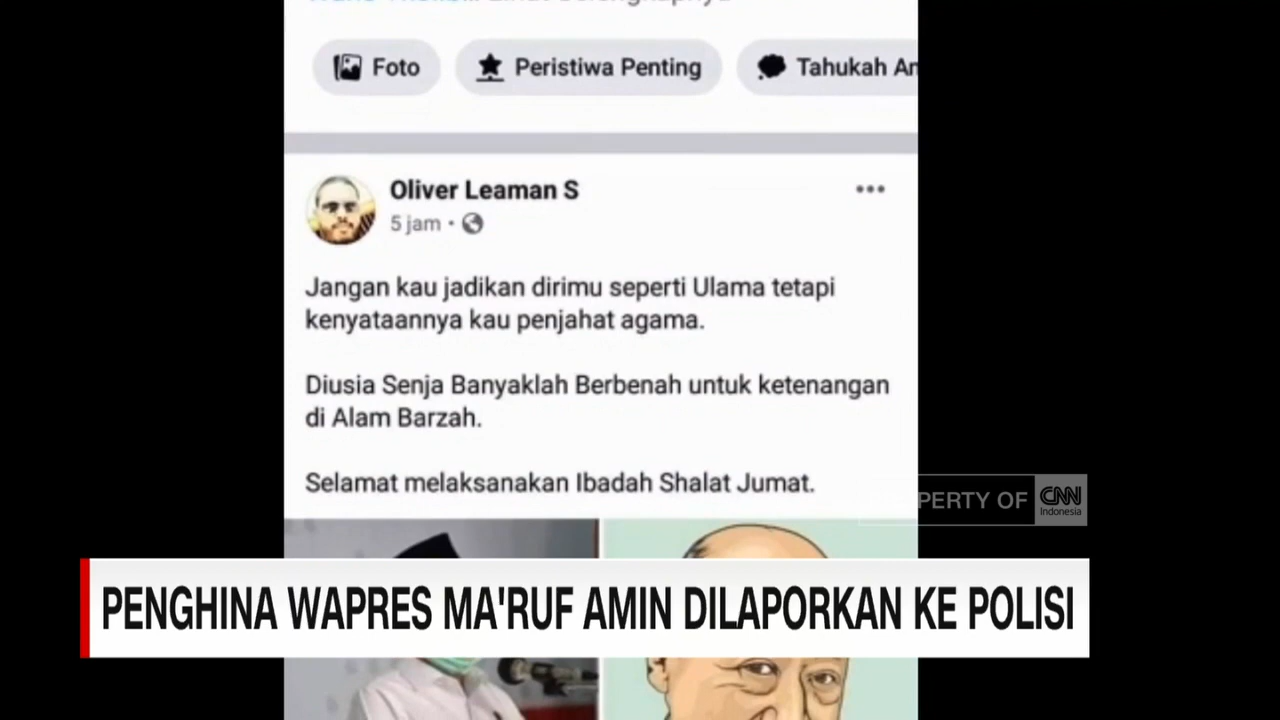 Foto
Peristiwa Penting
Tahukah An
Oliver Leaman S
5 jam
Jangan kau jadikan dirimu seperti Ulama tetapi
kenyataannya kau penjahat agama.
Diusia Senja Banyaklah Berbenah untuk ketenangan
di Alam Barzah.
Selamat melaksanakan Ibadah Shalat Jumat.
PERTY OF CNN
Indonesia
PENGHINA WAPRES MA'RUF AMIN DILAPORKAN KE POLISI